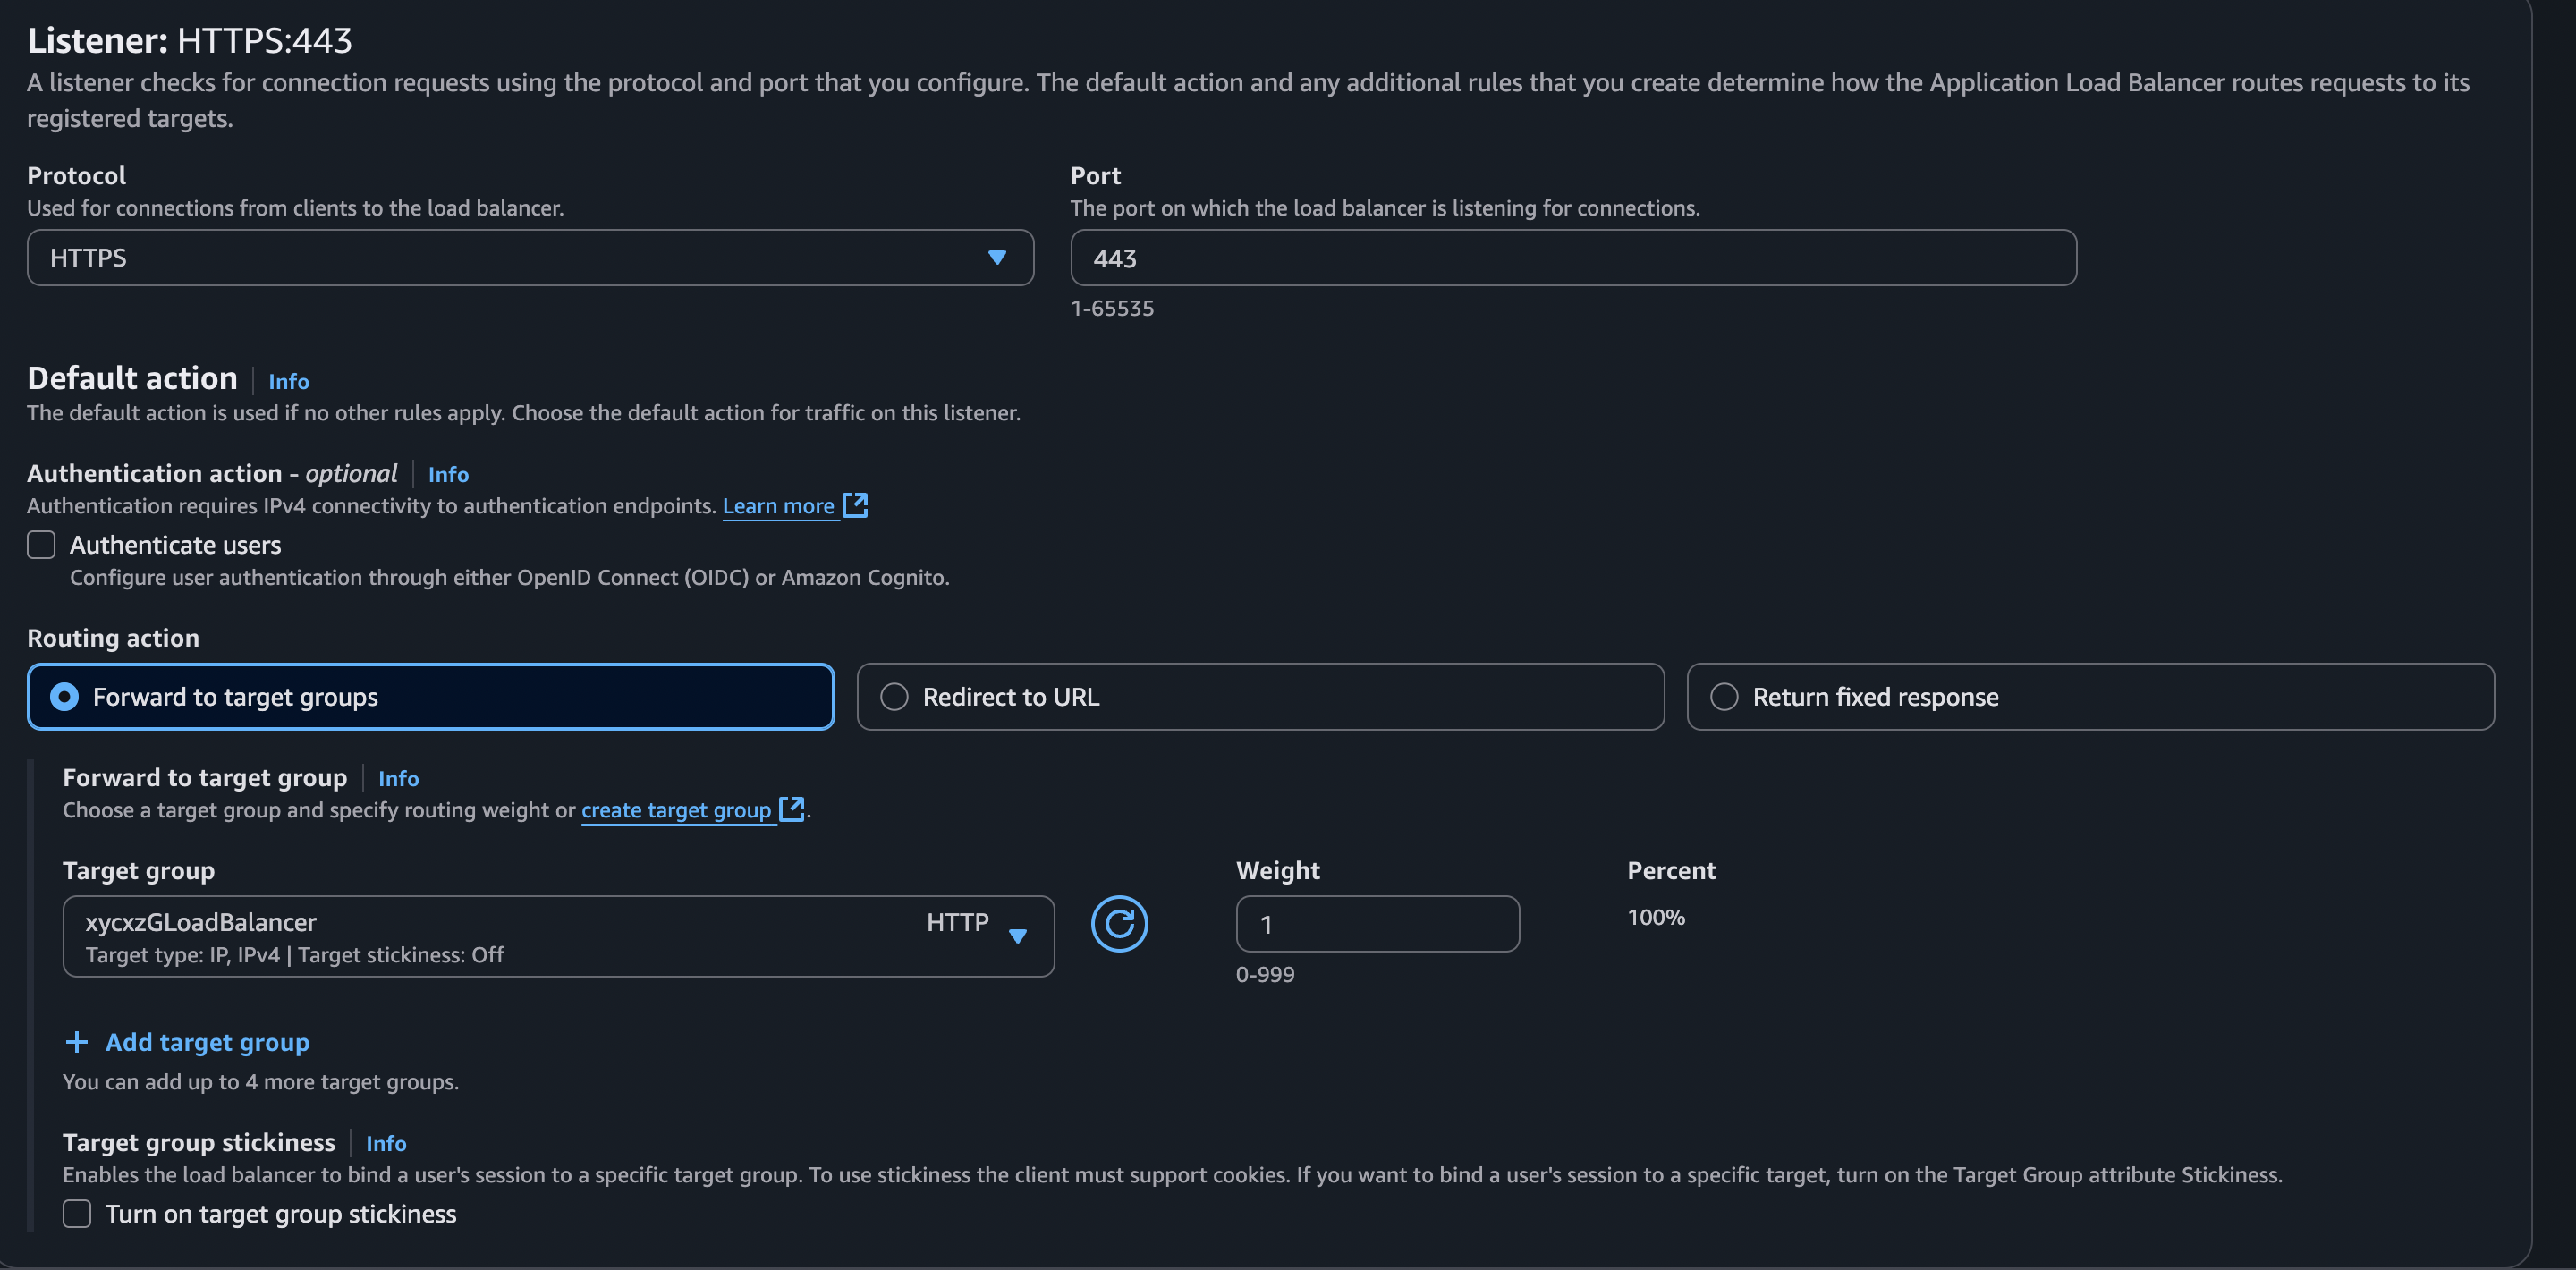 Listener: HTTPS:443
A listener checks for connection requests using the protocol and port that you configure. The default action and any additional rules that you create determine how the Application Load Balancer routes requests to its
registered targets.
Protocol
Used for connections from clients to the load balancer.
HTTPS
Port
The port on which the load balancer is listening for connections.
443
1-65535
Default action Info
The default action is used if no other rules apply. Choose the default action for traffic on this listener.
Authentication action - optional Info
Authentication requires IPv4 connectivity to authentication endpoints. Learn more
Authenticate users
Configure user authentication through either OpenID Connect (OIDC) or Amazon Cognito.
Routing action
Forward to target groups
Redirect to URL
Return fixed response
Forward to target group Info
Choose a target group and specify routing weight or create target group.
Target group
xycxzGLoadBalancer HTTP
Target type: IP, IPv4 | Target stickiness: Off
Weight
1
0-999
Percent
100%
+ Add target group
You can add up to 4 more target groups.
Target group stickiness Info
Enables the load balancer to bind a user's session to a specific target group. To use stickiness the client must support cookies. If you want to bind a user's session to a specific target, turn on the Target Group attribute Stickiness.
Turn on target group stickiness